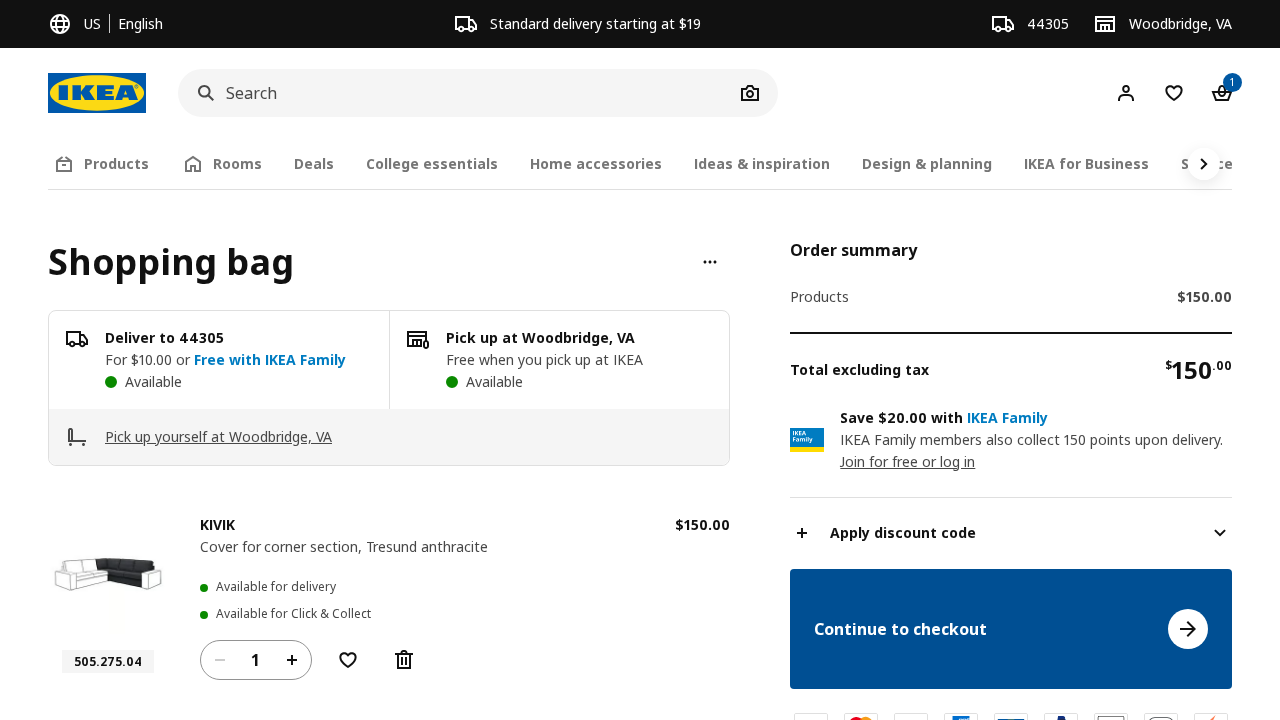 US
English
Standard delivery starting at $19
44305
Woodbridge, VA
IKEA
Search
1
Products
Rooms
Deals
College essentials
Home accessories
Ideas & inspiration
Design & planning
IKEA for Business
Shopping bag
Deliver to 44305
For $10.00 or Free with IKEA Family
Available
Pick up at Woodbridge, VA
Free when you pick up at IKEA
Available
Pick up yourself at Woodbridge, VA
KIVIK
$150.00
Cover for corner section, Tresund anthracite
Available for delivery
Available for Click & Collect
505.275.04
1
Order summary
Products
$150.00
Total excluding tax
$150.00
IKEA
Family
Save $20.00 with IKEA Family
IKEA Family members also collect 150 points upon delivery.
Join for free or log in
Apply discount code
Continue to checkout